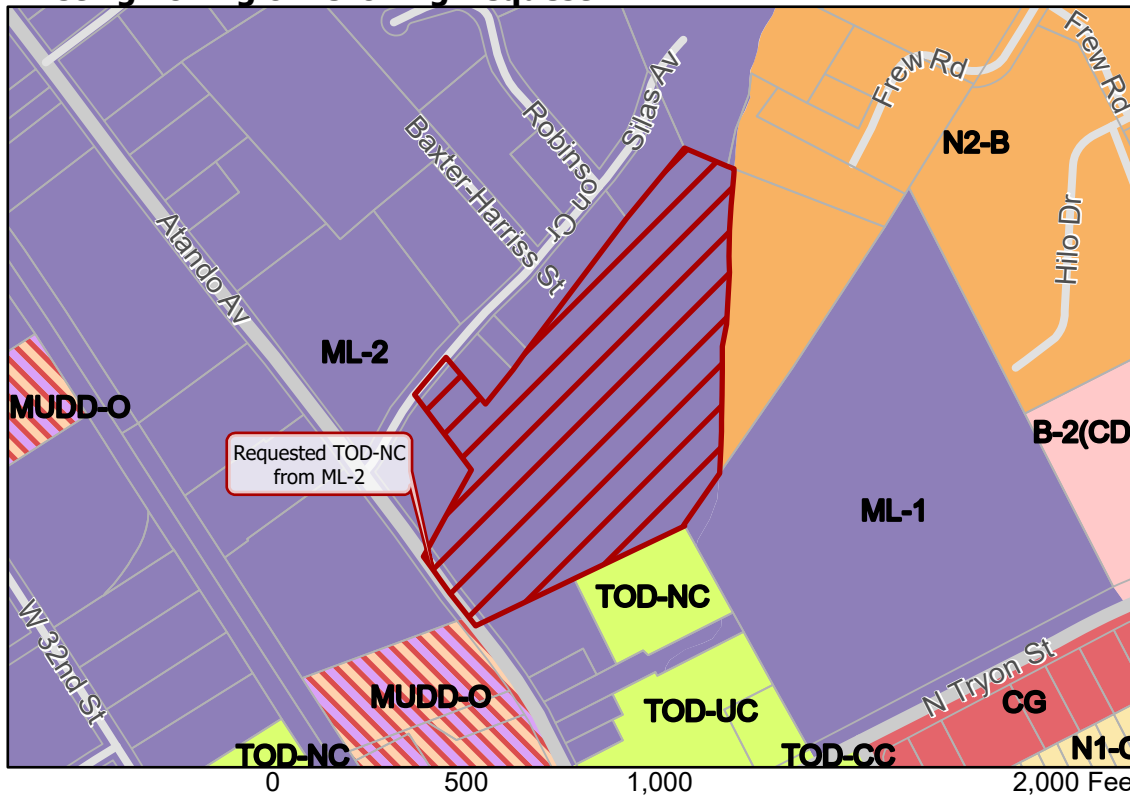 Frew Rd
Frew Rd
Silas Av
N2-B
Robinson Cr
Baxter-Harriss St
Hilo Dr
Atando Av
ML-2
MUDD-O
B-2(CD
Requested TOD-NC
from ML-2
ML-1
TOD-NC
W 32nd St
N Tryon St
MUDD-O
TOD-UC
CG
TOD-NC
TOD-CC
N1-C
0 500 1,000 2,000 Fee